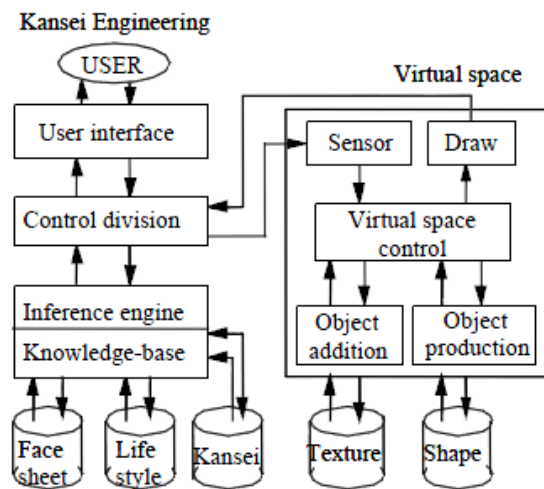 Kansei Engineering
USER
User interface
Control division
Inference engine
Knowledge-base
Face
sheet
Life
style
Kansei
Virtual space
Sensor
Draw
Virtual space
control
Object
addition
Object
production
Texture
Shape